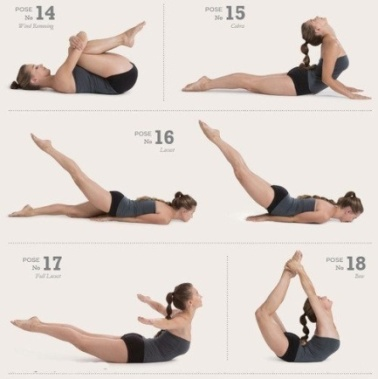 POSE
No 14
Wind Removing
POSE
No 15
Cobra
POSE
No 16
Locust
POSE
No 17
Full Locust
POSE
No 18
Bow